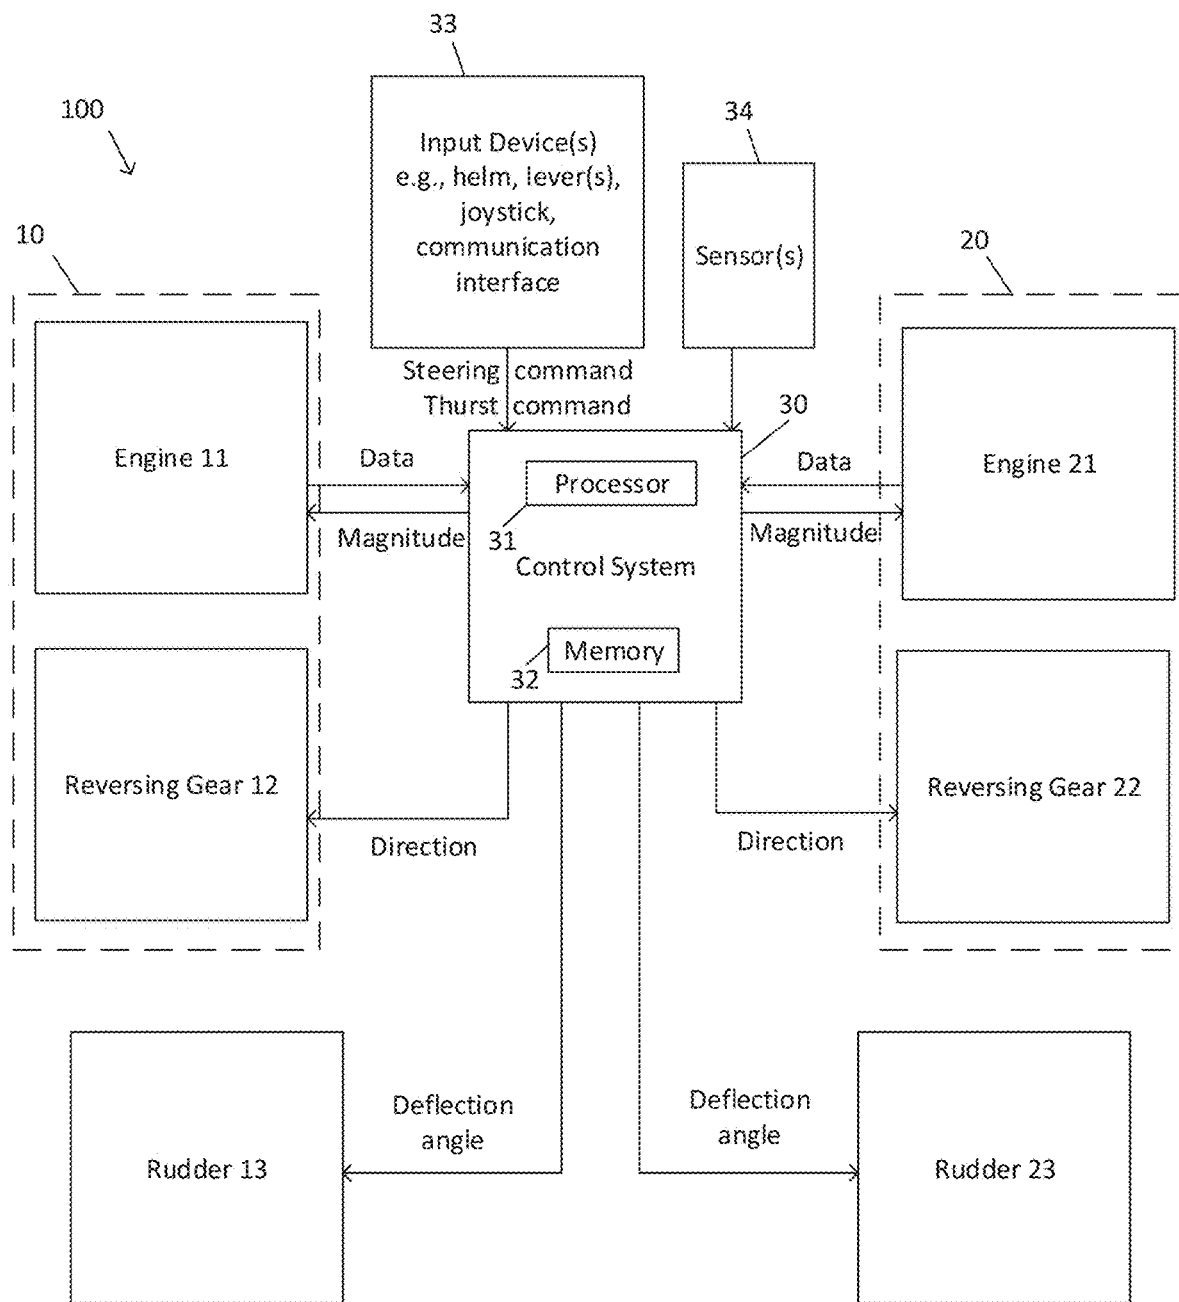 33
100
34
Input Device(s)
e.g., helm, lever(s),
joystick,
communication
interface
10
20
Sensor(s)
Steering command
Thurst command
30
Engine 11
Data
Processor
Data
Engine 21
Magnitude
31
Magnitude
Control System
Memory
32
Reversing Gear 12
Reversing Gear 22
Direction
Direction
Deflection
angle
Deflection
angle
Rudder 13
Rudder 23